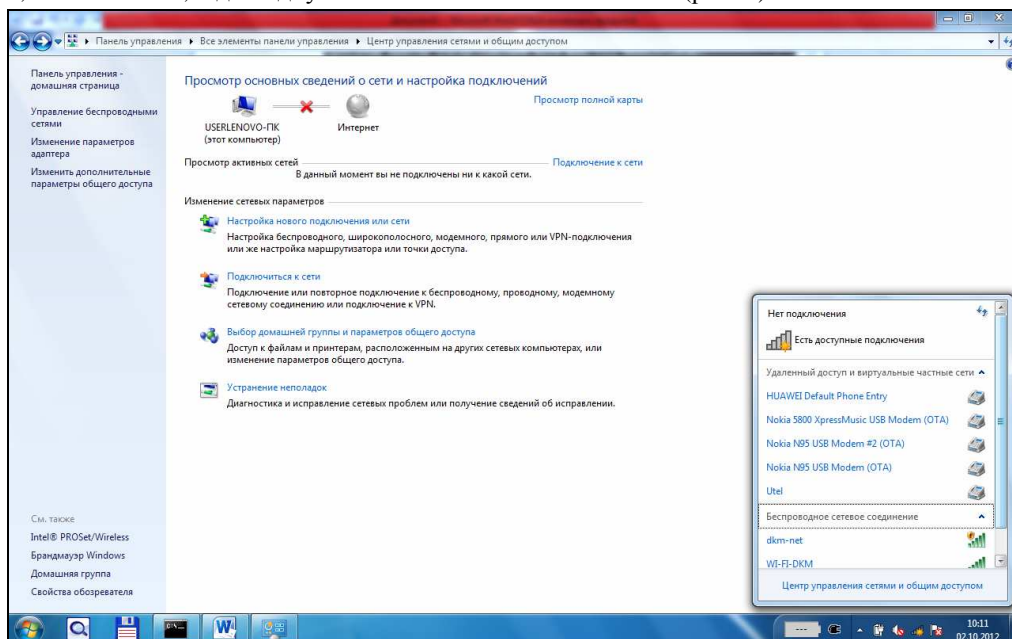 Панель управления ▸ Все элементы панели управления ▸ Центр управления сетями и общим доступом
Панель управления -
домашняя страница
Управление беспроводными
сетями
Изменение параметров
адаптера
Изменить дополнительные
параметры общего доступа
См. также
Intel® PROSet/Wireless
Брандмауэр Windows
Домашняя группа
Свойства обозревателя
Просмотр основных сведений о сети и настройка подключений
Просмотр полной карты
USERLENOVO-ПК
(этот компьютер)
Интернет
Просмотр активных сетей
Подключение к сети
В данный момент вы не подключены ни к какой сети.
Изменение сетевых параметров
Настройка нового подключения или сети
Настройка беспроводного, широкополосного, модемного, прямого или VPN-подключения
или же настройка маршрутизатора или точки доступа.
Подключиться к сети
Подключение или повторное подключение к беспроводному, проводному, модемному
сетевому соединению или подключение к VPN.
Выбор домашней группы и параметров общего доступа
Доступ к файлам и принтерам, расположенным на других сетевых компьютерах, или
изменение параметров общего доступа.
Устранение неполадок
Диагностика и исправление сетевых проблем или получение сведений об исправлении.
Нет подключения
Есть доступные подключения
Удаленный доступ и виртуальные частные сети
HUAWEI Default Phone Entry
Nokia 5800 XpressMusic USB Modem (OTA)
Nokia N95 USB Modem #2 (OTA)
Nokia N95 USB Modem (OTA)
Utel
Беспроводное сетевое соединение
dkm-net
WI-FI-DKM
Центр управления сетями и общим доступом
10:11
02.10.2012